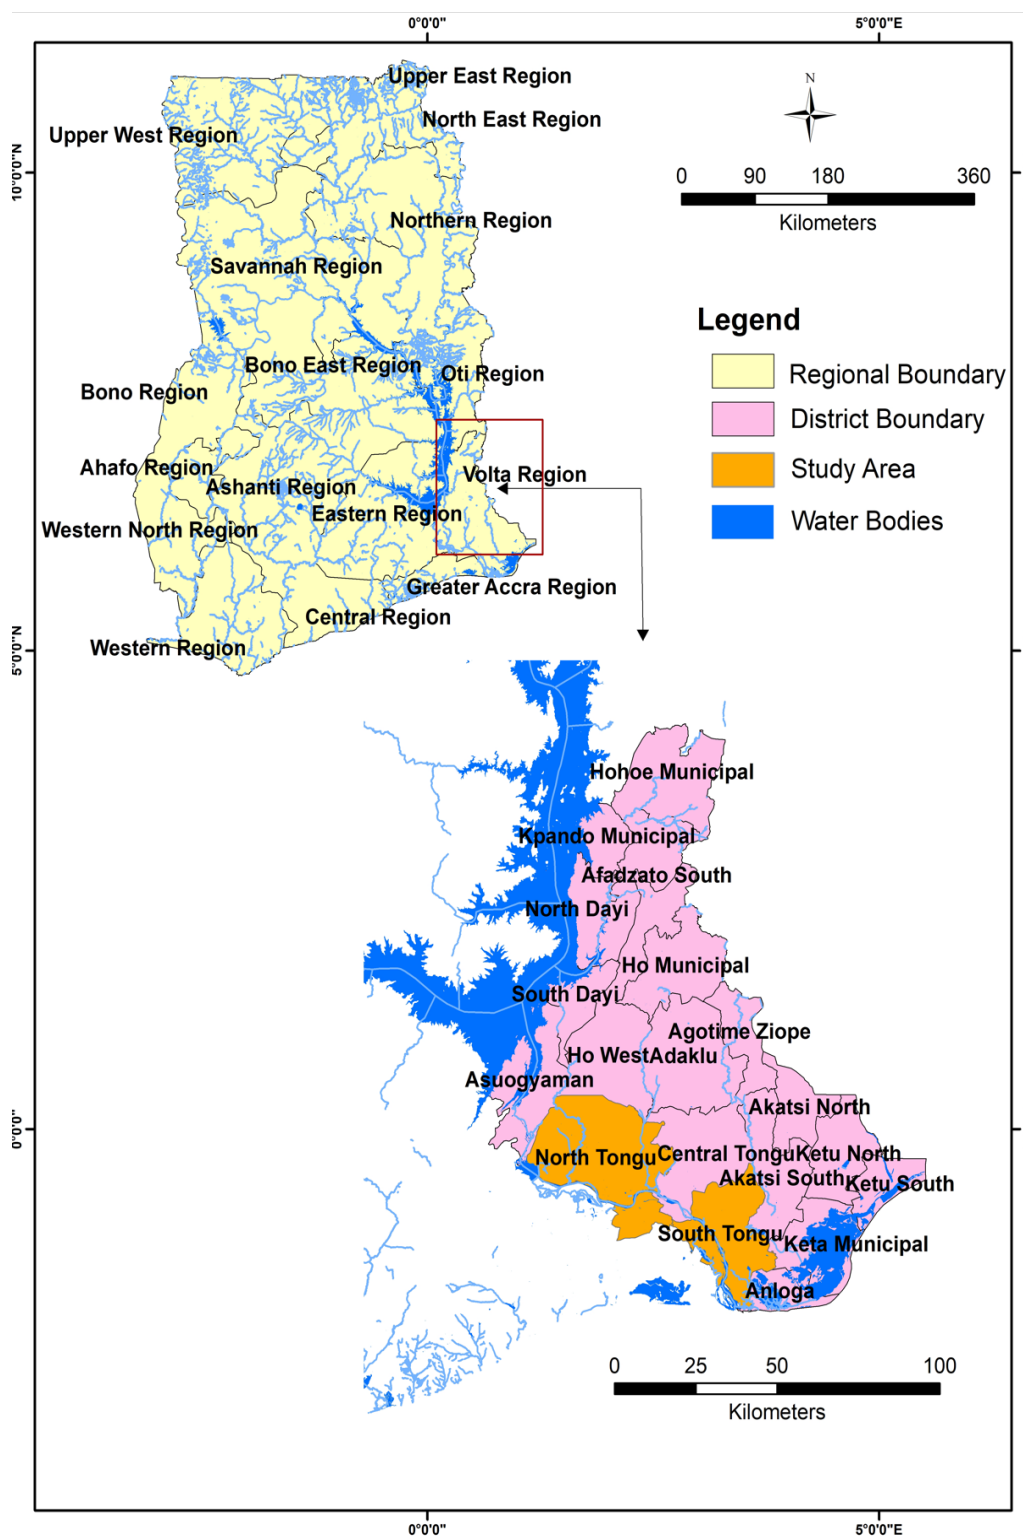 0°0'0"
5°0'0"E
Upper East Region
N
North East Region
Upper West Region
10°0'0"N
0 90 180 360
Kilometers
Northern Region
Savannah Region
Legend
Bono East Region
Oti Region
Regional Boundary
Bono Region
District Boundary
Ahafo Region
Volta Region
Study Area
Ashanti Region
Eastern Region
Water Bodies
Western North Region
Greater Accra Region
Central Region
Western Region
5°0'0"N
Hohoe Municipal
Kpando Municipal
Afadzato South
North Dayi
Ho Municipal
South Dayi
Agotime Ziope
Ho West
Adaklu
Asuogyaman
Akatsi North
0°0'0"
North Tongu
Central Tongu
Ketu North
Akatsi South
Ketu South
South Tongu
Keta Municipal
Anloga
0 25 50 100
Kilometers
0°0'0"
5°0'0"E